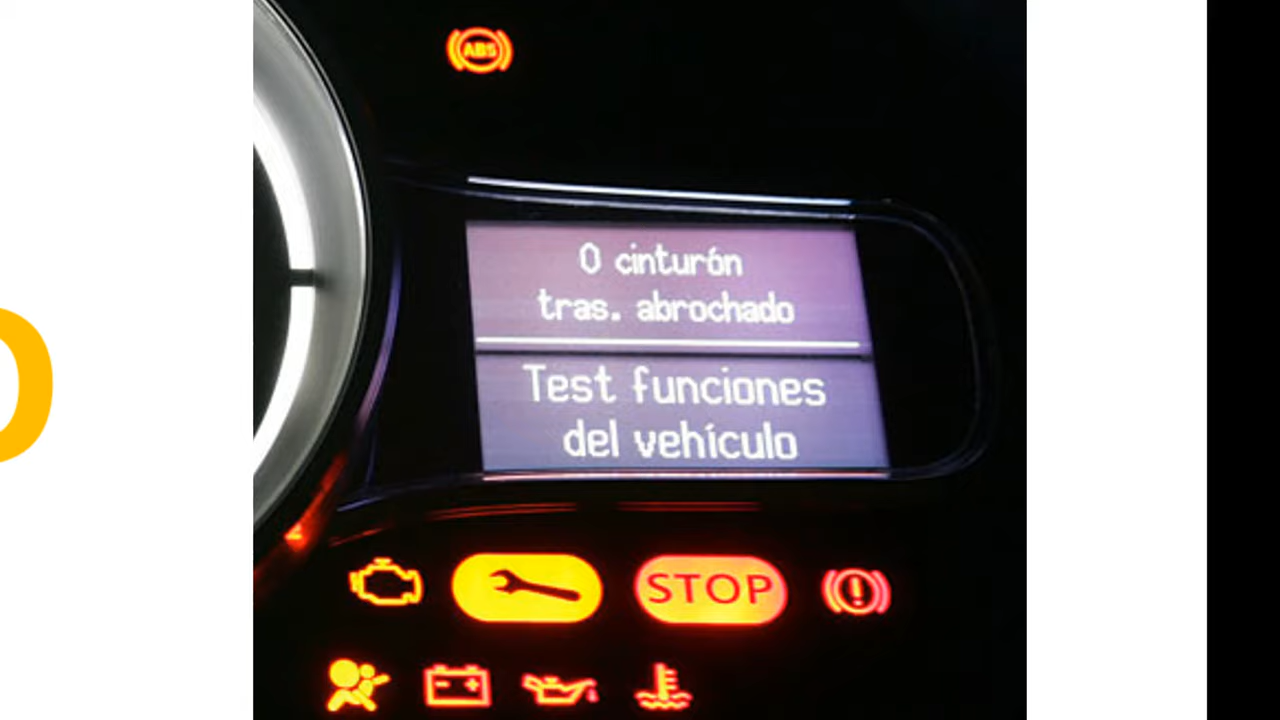 ABS
0 cinturón
tras. abrochado
Test funciones
del vehículo
STOP